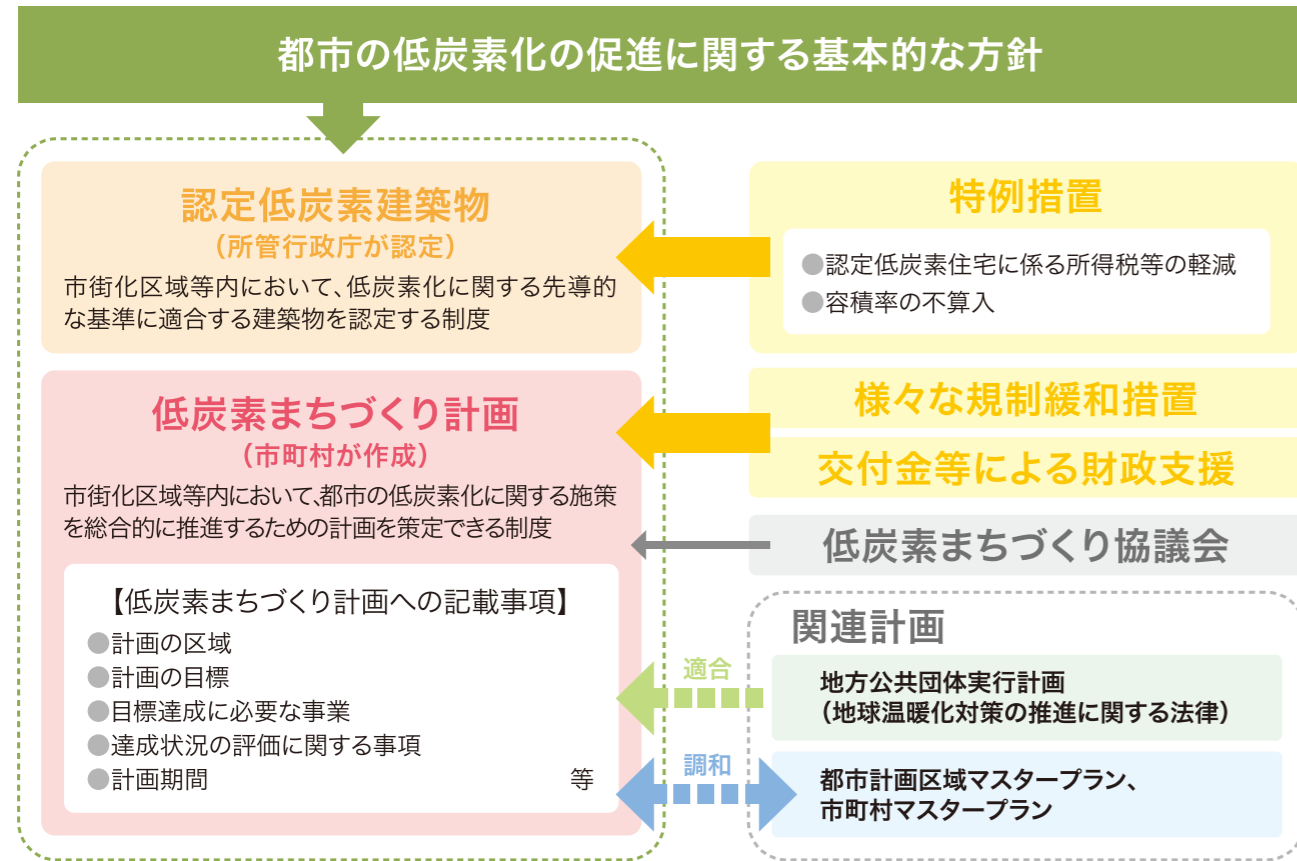 都市の低炭素化の促進に関する基本的な方針
認定低炭素建築物
（所管行政庁が認定）
市街化区域等内において、低炭素化に関する先導的
な基準に適合する建築物を認定する制度
特例措置
●認定低炭素住宅に係る所得税等の軽減
●容積率の不算入
低炭素まちづくり計画
（市町村が作成）
市街化区域等内において、都市の低炭素化に関する施策
を総合的に推進するための計画を策定できる制度
【低炭素まちづくり計画への記載事項】
●計画の区域
●計画の目標
●目標達成に必要な事業
●達成状況の評価に関する事項
●計画期間 等
様々な規制緩和措置
交付金等による財政支援
低炭素まちづくり協議会
関連計画
適合
地方公共団体実行計画
（地球温暖化対策の推進に関する法律）
調和
都市計画区域マスタープラン、
市町村マスタープラン